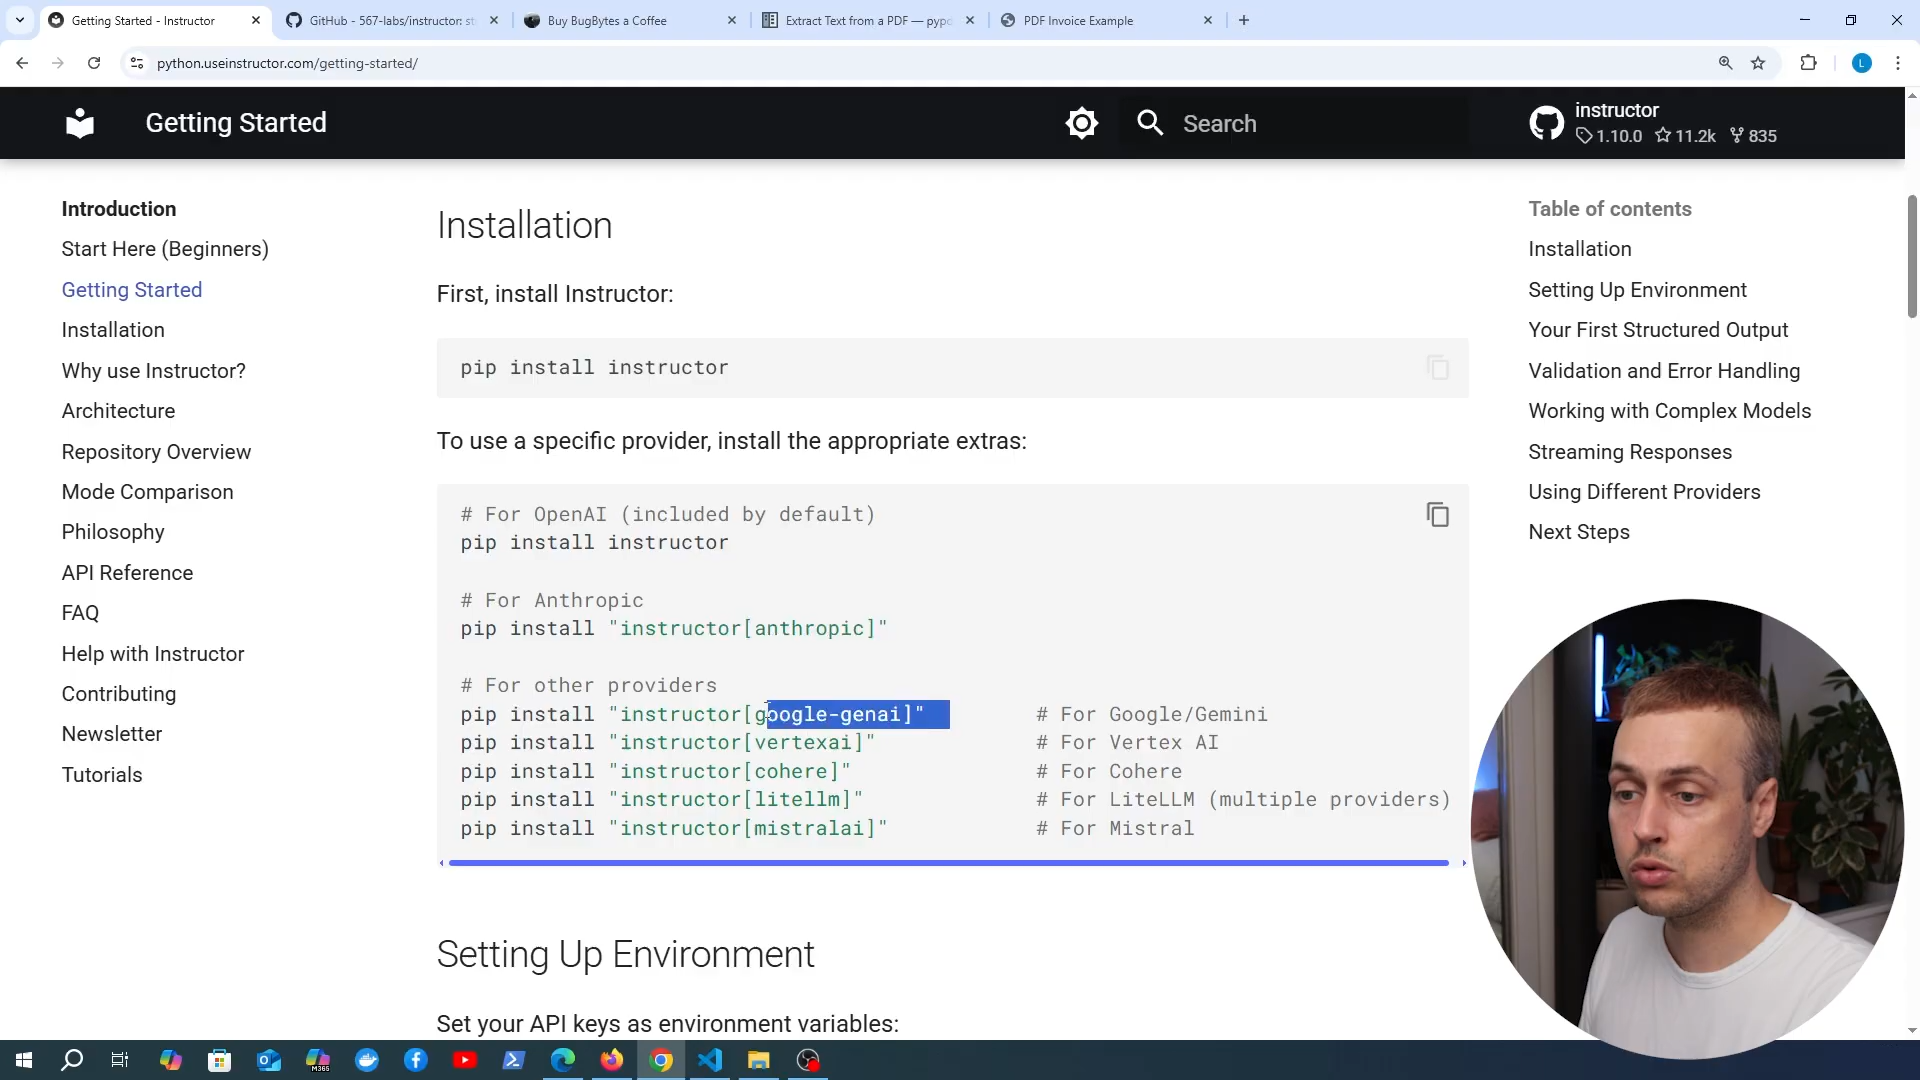 Getting Started - Instructor
GitHub - 567-labs/instructor: st
Buy BugBytes a Coffee
Extract Text from a PDF — pypd
PDF Invoice Example
python.useinstructor.com/getting-started/
L
Getting Started
Search
instructor
1.10.0 11.2k 835
Introduction
Start Here (Beginners)
Getting Started
Installation
Why use Instructor?
Architecture
Repository Overview
Mode Comparison
Philosophy
API Reference
FAQ
Help with Instructor
Contributing
Newsletter
Tutorials
Installation
First, install Instructor:
pip install instructor
To use a specific provider, install the appropriate extras:
# For OpenAI (included by default)
pip install instructor
# For Anthropic
pip install "instructor[anthropic]"
# For other providers
pip install "instructor[google-genai]" # For Google/Gemini
pip install "instructor[vertexai]" # For Vertex AI
pip install "instructor[cohere]" # For Cohere
pip install "instructor[litellm]" # For LiteLLM (multiple providers)
pip install "instructor[mistralai]" # For Mistral
Setting Up Environment
Set your API keys as environment variables:
Table of contents
Installation
Setting Up Environment
Your First Structured Output
Validation and Error Handling
Working with Complex Models
Streaming Responses
Using Different Providers
Next Steps
M365